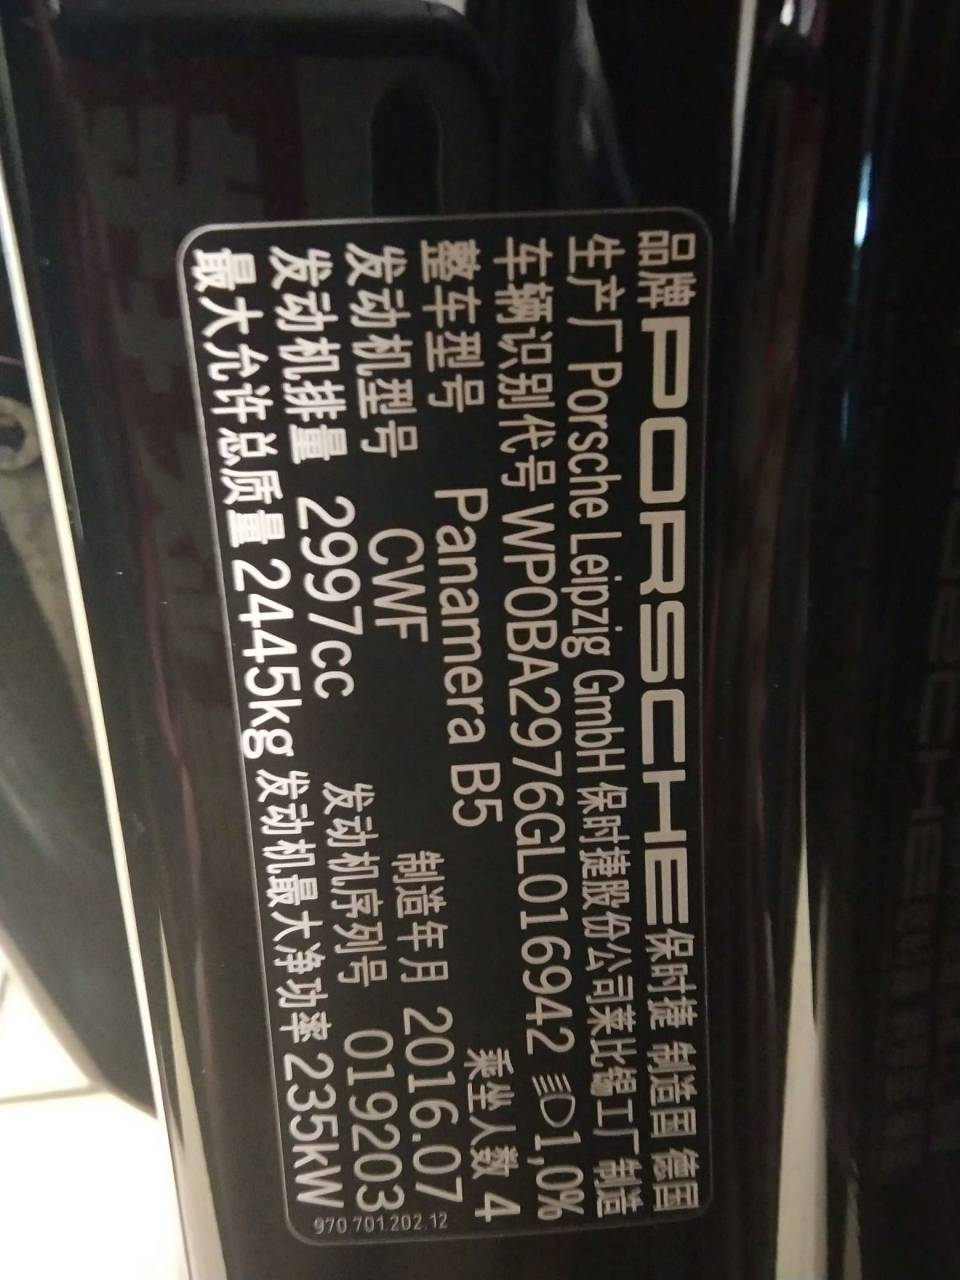 品牌 PORSCHE 保时捷 制造国 德国
生产厂 Porsche Leipzig GmbH 保时捷股份公司莱比锡工厂制造
车辆识别代号 WP0BA2976GL016942 1,0%
整车型号 Panamera B5 乘坐人数 4
发动机型号 CWF 制造年月 2016.07
发动机排量 2997cc 发动机序列号 019203
最大允许总质量 2445kg 发动机最大净功率 235kW
970.701.202.12